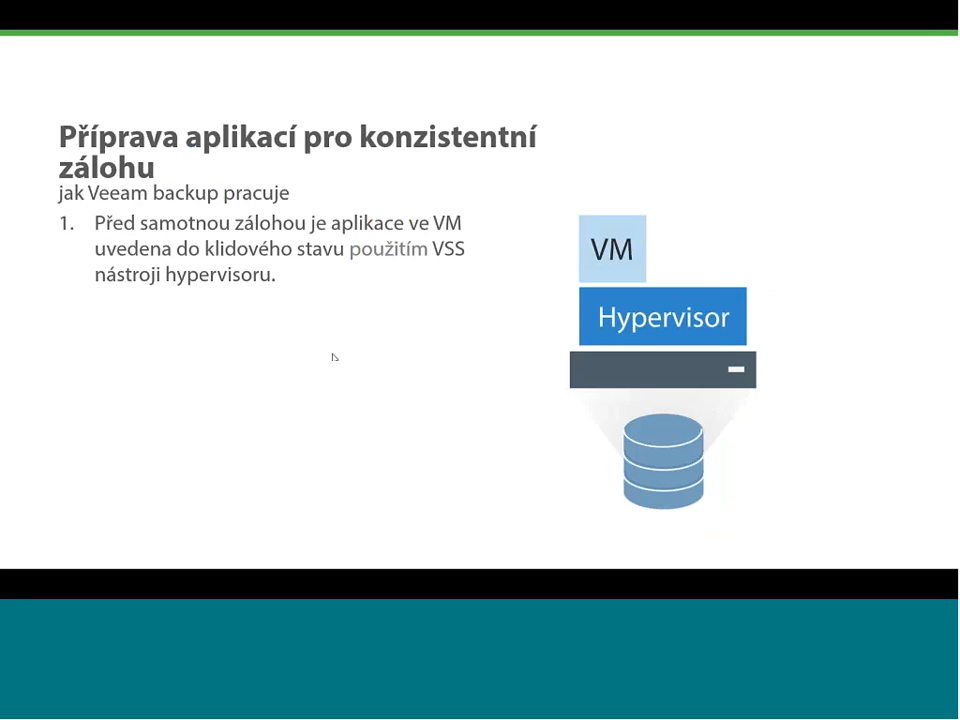 Příprava aplikací pro konzistentní
zálohu
jak Veeam backup pracuje
1. Před samotnou zálohou je aplikace ve VM
uvedena do klidového stavu použitím VSS
nástroji hypervisoru.
VM
Hypervisor